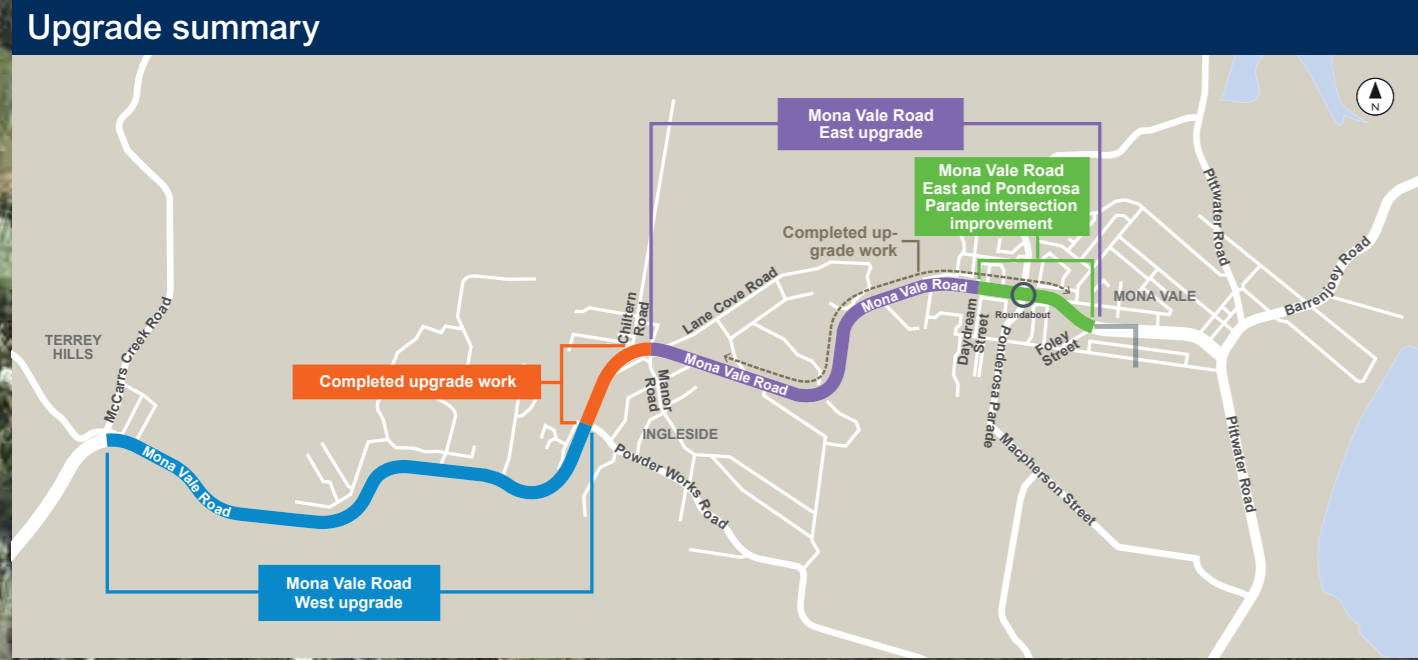 Upgrade summary
N
Mona Vale Road
East upgrade
Mona Vale Road
East and Ponderosa
Parade intersection
improvement
Completed up-
grade work
Pittwater Road
Barrenjoey Road
MONA VALE
Mona Vale Road
Roundabout
Daydream
Street
Ponderosa Parade
Foley
Street
Lane Cove Road
Chiltern
Road
McCarrs Creek Road
TERREY
HILLS
Completed upgrade work
Mona Vale Road
Manor
Road
INGLESIDE
Powder Works Road
Macpherson Street
Pittwater Road
Mona Vale Road
Mona Vale Road
West upgrade